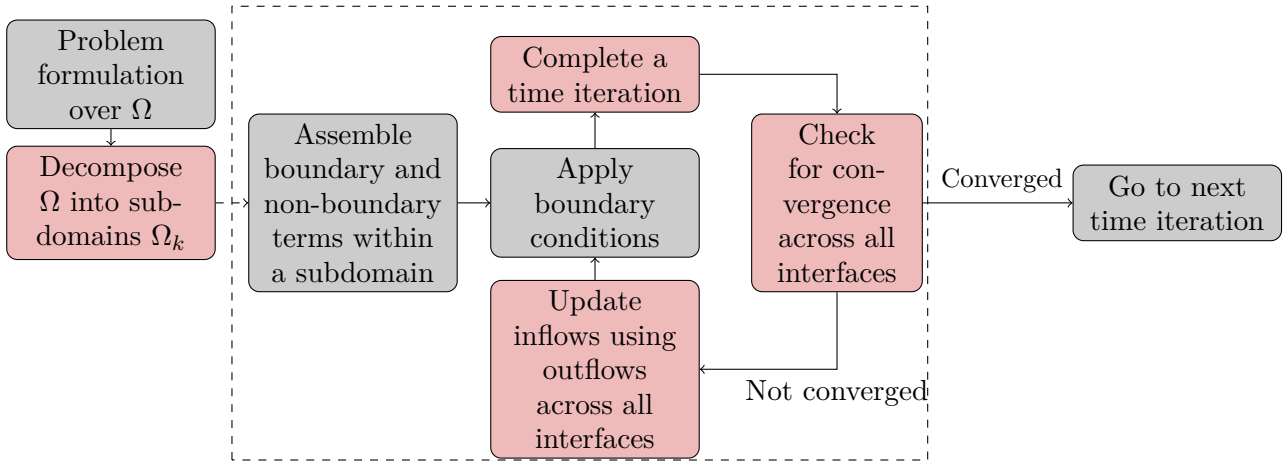 Problem
formulation
over Ω
Decompose
Ω into sub-
domains Ωₖ
Assemble
boundary and
non-boundary
terms within
a subdomain
Complete a
time iteration
Apply
boundary
conditions
Update
inflows using
outflows
across all
interfaces
Check
for con-
vergence
across all
interfaces
Not converged
Converged
Go to next
time iteration